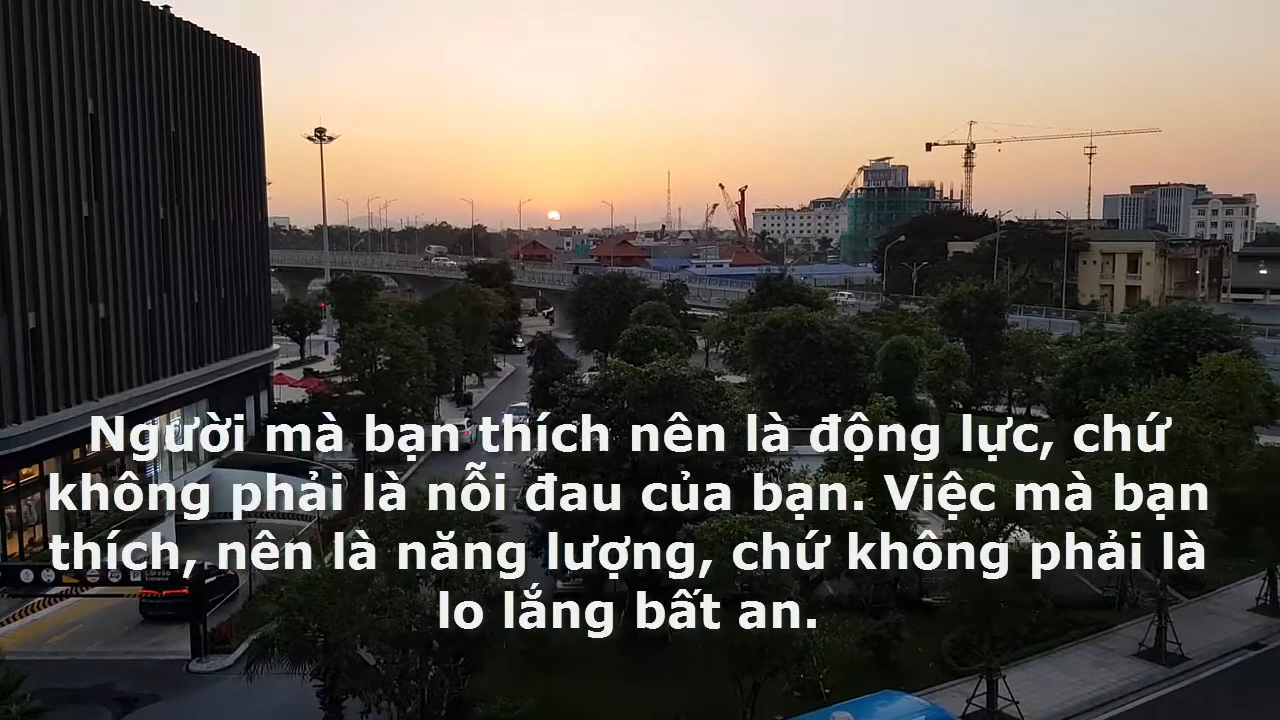 Người mà bạn thích nên là động lực, chứ
không phải là nỗi đau của bạn. Việc mà bạn
thích, nên là năng lượng, chứ không phải là
lo lắng bất an.